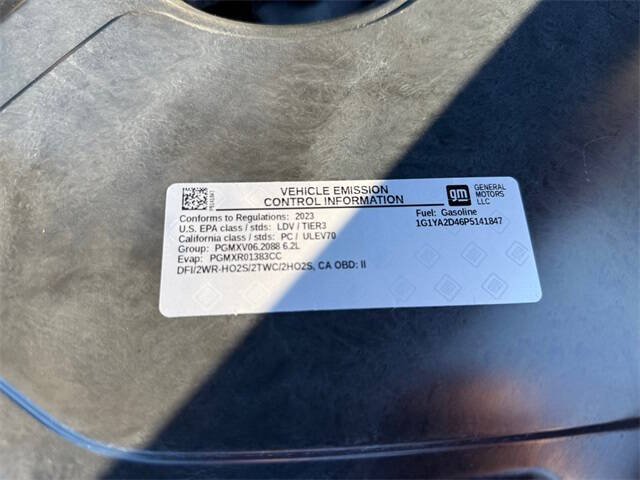 VEHICLE EMISSION
CONTROL INFORMATION
gm
GENERAL
MOTORS
LLC
Conforms to Regulations: 2023
U.S. EPA class / stds: LDV / TIER3
California class / stds: PC / ULEV70
Group: PGMXV06.2088 6.2L
Evap: PGMXR01383CC
DFI/2WR-HO2S/2TWC/2HO2S, CA OBD: II
Fuel: Gasoline
1G1YA2D46P5141847